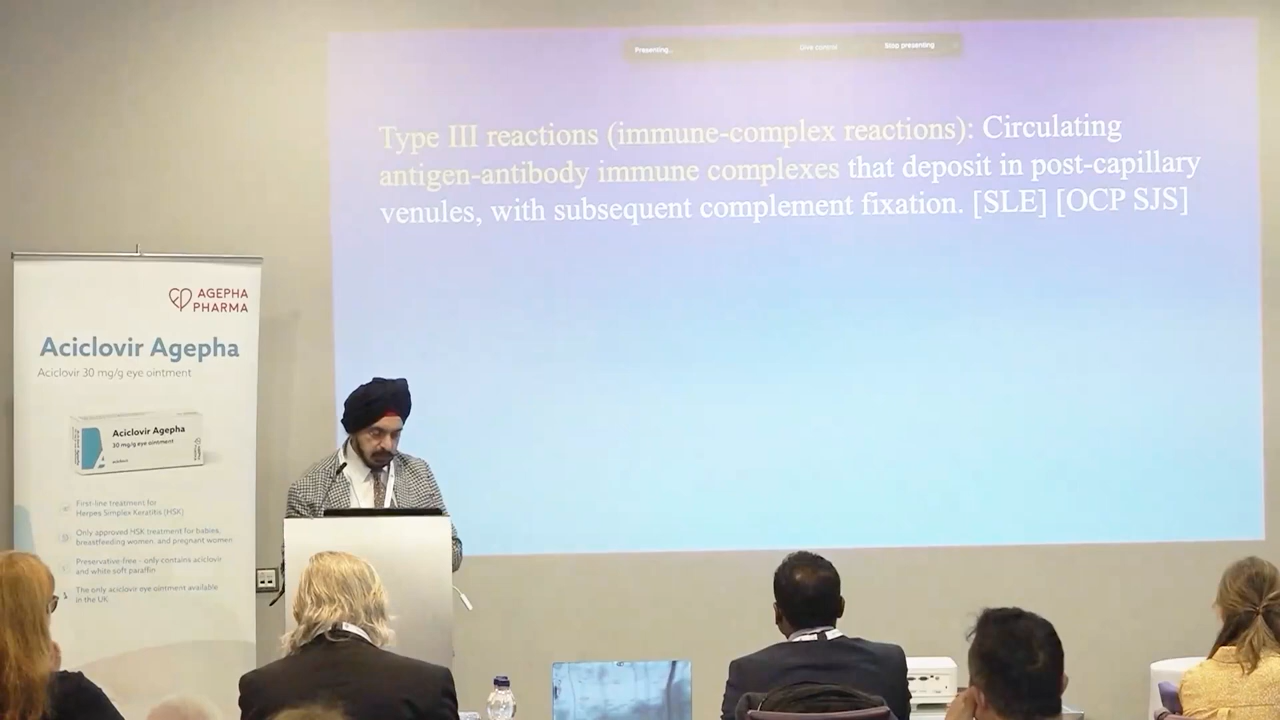 Presenting...
Give control
Stop presenting
Type III reactions (immune-complex reactions): Circulating
antigen-antibody immune complexes that deposit in post-capillary
venules, with subsequent complement fixation. [SLE] [OCP SJS]
AGEPHA
PHARMA
Aciclovir Agepha
Aciclovir 30 mg/g eye ointment
Aciclovir Agepha
30 mg/g eye ointment
First-line treatment for
Herpes Simplex Keratitis (HSK)
Only approved HSK treatment for babies,
breastfeeding women, and pregnant women
Preservative-free - only contains aciclovir
and white soft paraffin
The only aciclovir eye ointment available
in the UK